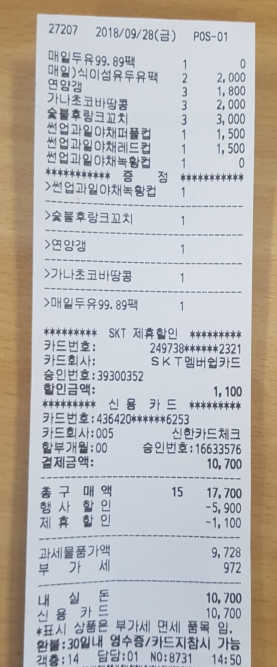 27207 2018/09/28(금) POS-01
매일두유99.89팩 1 0
매일)식이섬유두유팩 2 2,000
연양갱 3 1,800
가나초코바땅콩 3 2,000
숯불후랑크꼬치 3 3,000
썬업과일야채퍼플컵 1 1,500
썬업과일야채레드컵 1 1,500
썬업과일야채녹황컵 1 0
*********** 증 정 ***********
>썬업과일야채녹황컵 1
>숯불후랑크꼬치 1
>연양갱 1
>가나초코바땅콩 1
>매일두유99.89팩 1
********* SKT 제휴할인 *********
카드번호: 249738******2321
카드회사: SKT멤버쉽카드
승인번호:39300352
할인금액: 1,100
********* 신 용 카 드 *********
카드번호:436420******6253
카드회사:005 신한카드체크
할부개월:00 승인번호:16633576
결제금액: 10,700
총 구 매 액 15 17,700
행 사 할 인 -5,900
제 휴 할 인 -1,100
과세물품가액 9,728
부 가 세 972
내 실 돈 10,700
신 용 카 드 10,700
*표시 상품은 부가세 면세 품목 임.
환불:30일내 영수증/카드지참시 가능
객층:14 담당:01 NO:8731 14:50